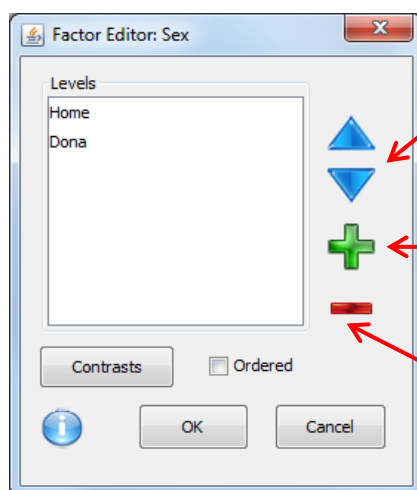 Factor Editor: Sex
Levels
Home
Dona
Contrasts
Ordered
OK
Cancel